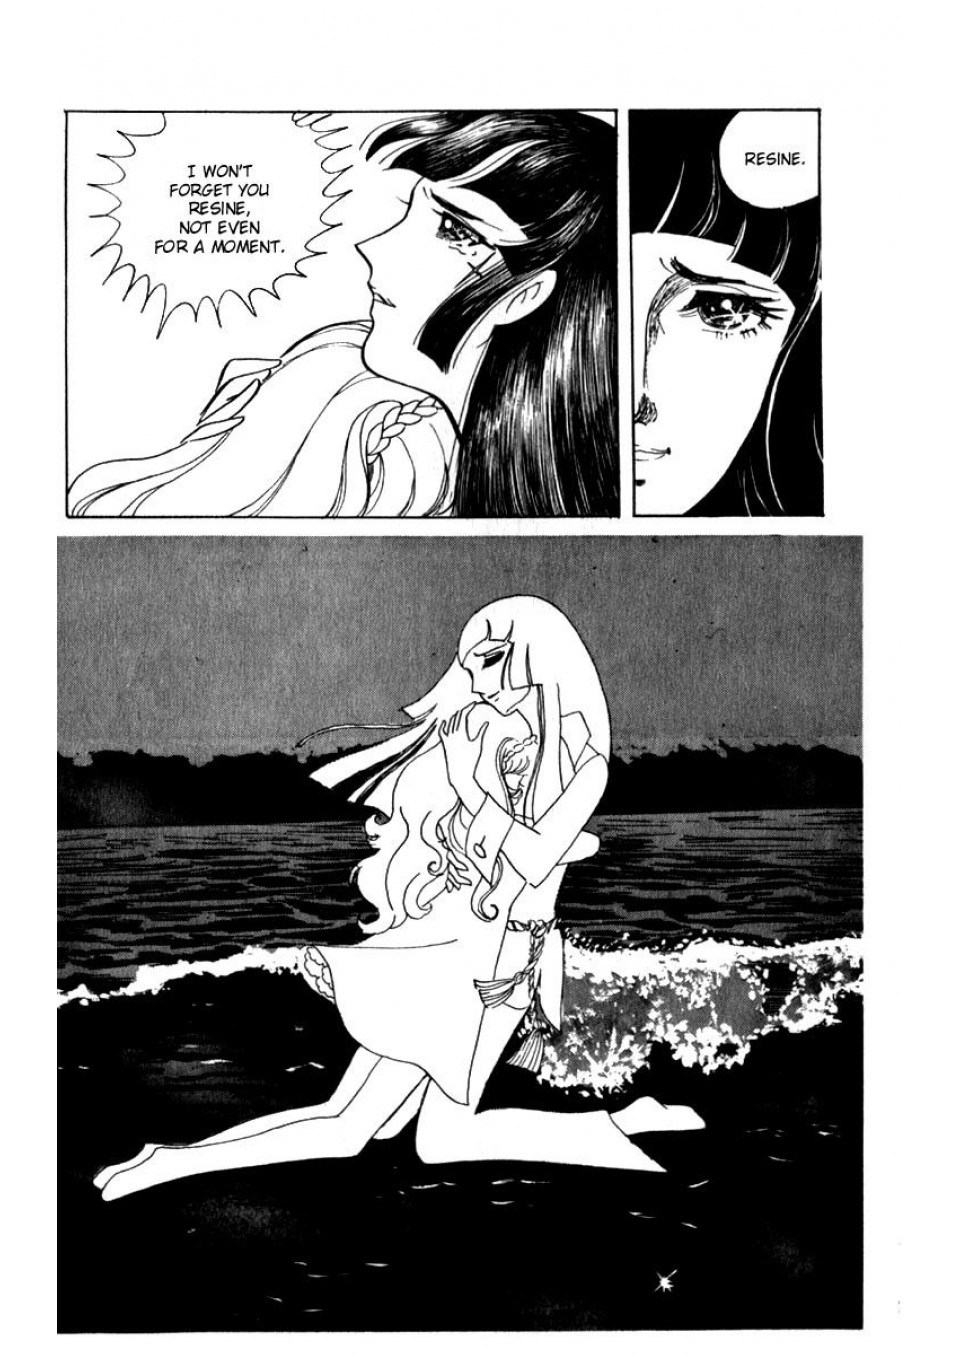 I WON'T
FORGET YOU
RESINE,
NOT EVEN
FOR A MOMENT.
RESINE.